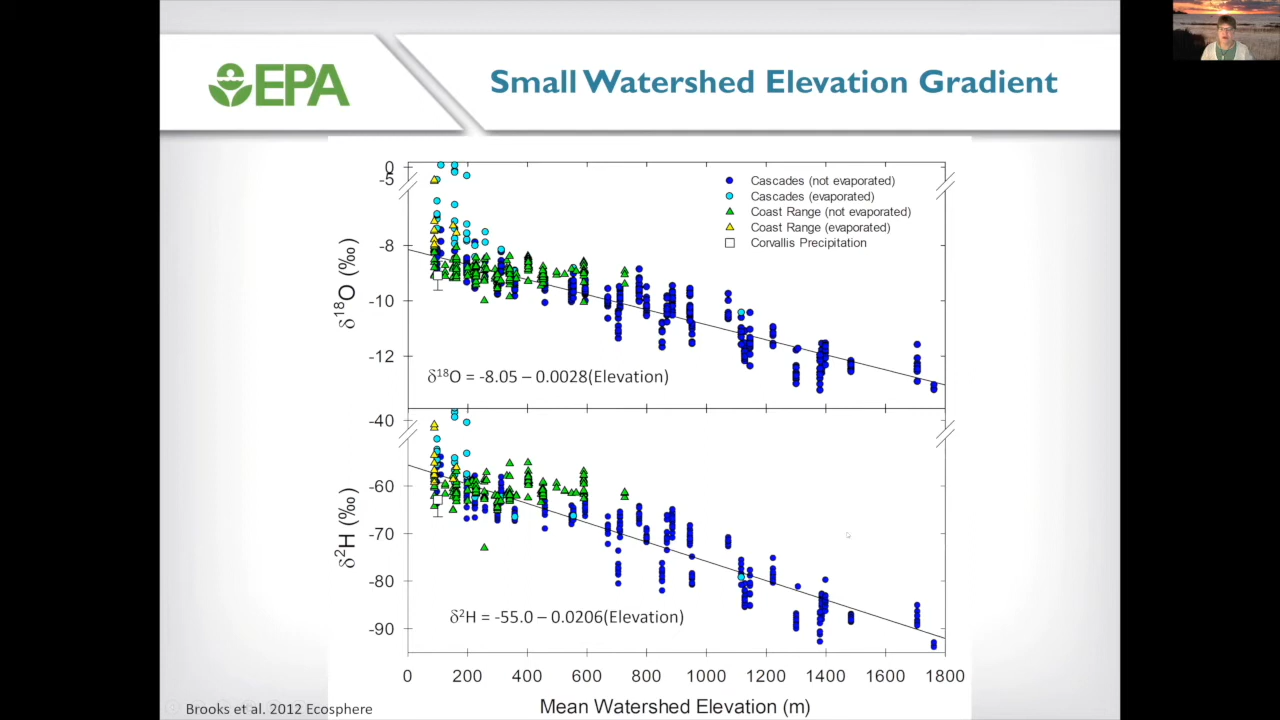 EPA
Small Watershed Elevation Gradient
0
-5
-8
-10
-12
δ¹⁸O (‰)
Cascades (not evaporated)
Cascades (evaporated)
Coast Range (not evaporated)
Coast Range (evaporated)
Corvallis Precipitation
δ¹⁸O = -8.05 – 0.0028(Elevation)
-40
-60
-70
-80
-90
δ²H (‰)
δ²H = -55.0 – 0.0206(Elevation)
0 200 400 600 800 1000 1200 1400 1600 1800
Mean Watershed Elevation (m)
Brooks et al. 2012 Ecosphere